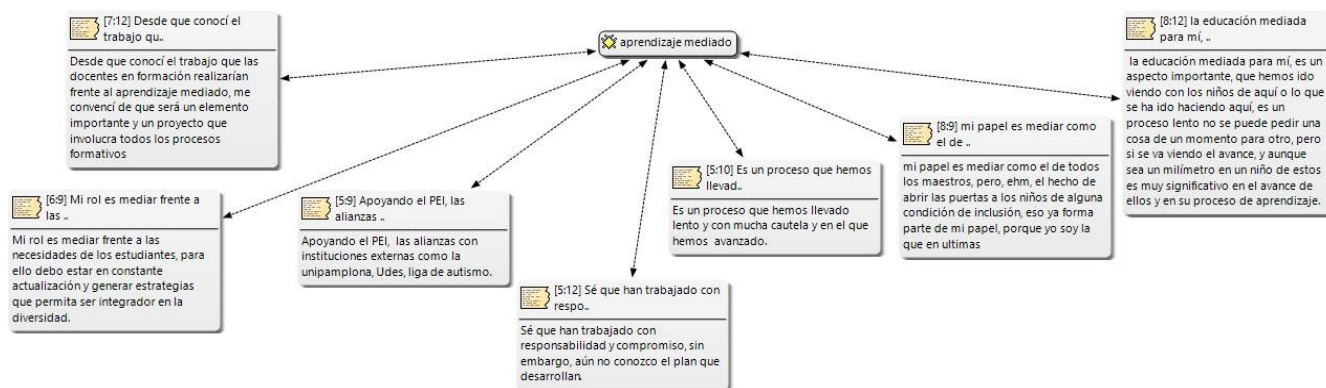 aprendizaje mediado
[7:12] Desde que conocí el
trabajo qu..
Desde que conocí el trabajo que las
docentes en formación realizarían
frente al aprendizaje mediado, me
convencí de que será un elemento
importante y un proyecto que
involucra todos los procesos
formativos
[6:9] Mi rol es mediar frente a
las ..
Mi rol es mediar frente a las
necesidades de los estudiantes, para
ello debo estar en constante
actualización y generar estrategias
que permita ser integrador en la
diversidad.
[5:9] Apoyando el PEI, las
alianzas ..
Apoyando el PEI, las alianzas con
instituciones externas como la
unipamplona, Udes, liga de autismo.
[5:12] Sé que han trabajado con
respo..
Sé que han trabajado con
responsabilidad y compromiso, sin
embargo, aún no conozco el plan que
desarrollan.
[5:10] Es un proceso que hemos
llevad..
Es un proceso que hemos llevado
lento y con mucha cautela y en el que
hemos avanzado.
[8:9] mi papel es mediar como
el de ..
mi papel es mediar como el de todos
los maestros, pero, ehm, el hecho de
abrir las puertas a los niños de alguna
condición de inclusión, eso ya forma
parte de mi papel, porque yo soy la
que en ultimas
[8:12] la educación mediada
para mí, ..
la educación mediada para mí, es un
aspecto importante, que hemos ido
viendo con los niños de aquí o lo que
se ha ido haciendo aquí, es un
proceso lento no se puede pedir una
cosa de un momento para otro, pero
si se va viendo el avance, y aunque
sea un milímetro en un niño de estos
es muy significativo en el avance de
ellos y en su proceso de aprendizaje.